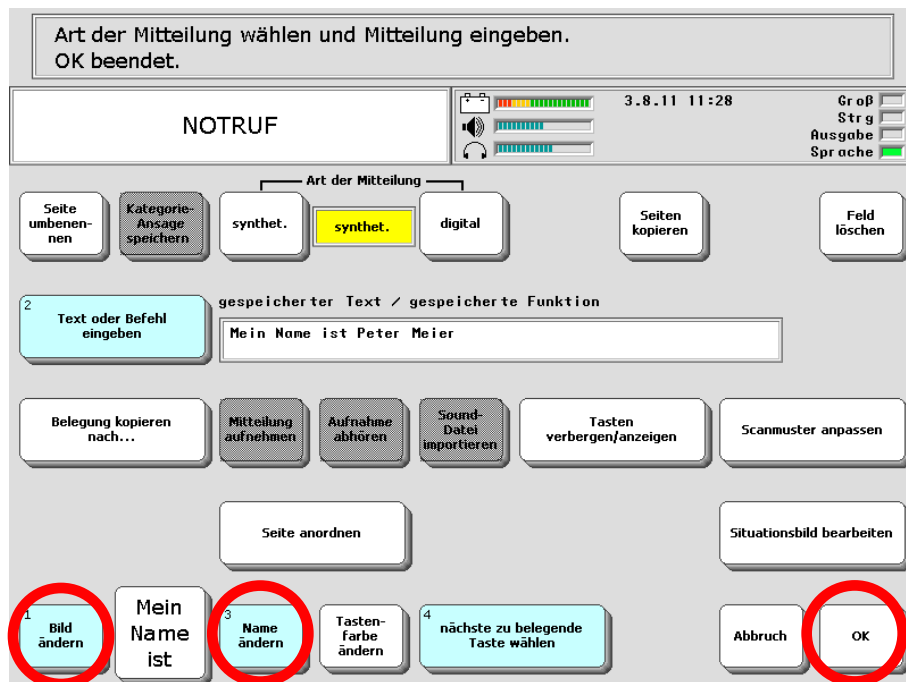 Art der Mitteilung wählen und Mitteilung eingeben.
OK beendet.
NOTRUF
3.8.11 11:28
Groß
Strg
Ausgabe
Sprache
Art der Mitteilung
Seite
umbenen-
nen
Kategorie-
Ansage
speichern
synthet.
synthet.
digital
Seiten
kopieren
Feld
löschen
2
Text oder Befehl
eingeben
gespeicherter Text / gespeicherte Funktion
Mein Name ist Peter Meier
Belegung kopieren
nach...
Mitteilung
aufnehmen
Aufnahme
abhören
Sound-
Datei
importieren
Tasten
verbergen/anzeigen
Scanmuster anpassen
Seite anordnen
Situationsbild bearbeiten
1
Bild
ändern
Mein
Name
ist
3
Name
ändern
Tasten-
farbe
ändern
4
nächste zu belegende
Taste wählen
Abbruch
OK